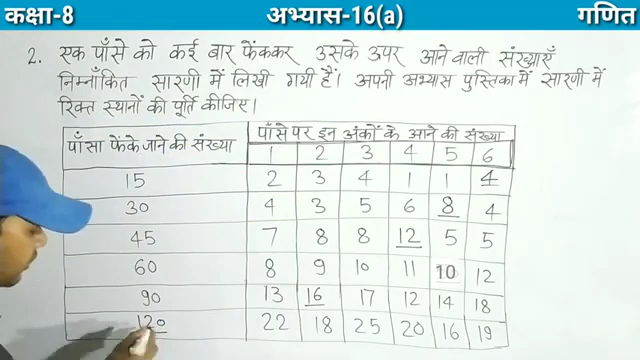 कक्षा-8 अभ्यास-16(a) गणित
2. एक पाँसे को कई बार फेंककर उसके उपर आने वाली संख्याएँ
निम्नाँकित सारणी में लिखी गयी हैं। अपनी अभ्यास पुस्तिका में सारणी में
रिक्त स्थानों की पूर्ति कीजिए।
पाँसा फेंके जाने की संख्या पाँसे पर इन अंकों के आने की संख्या
1 2 3 4 5 6
15 2 3 4 1 1 4
30 4 3 5 6 8 4
45 7 8 8 12 5 5
60 8 9 10 11 10 12
90 13 16 17 12 14 18
120 22 18 25 20 16 19